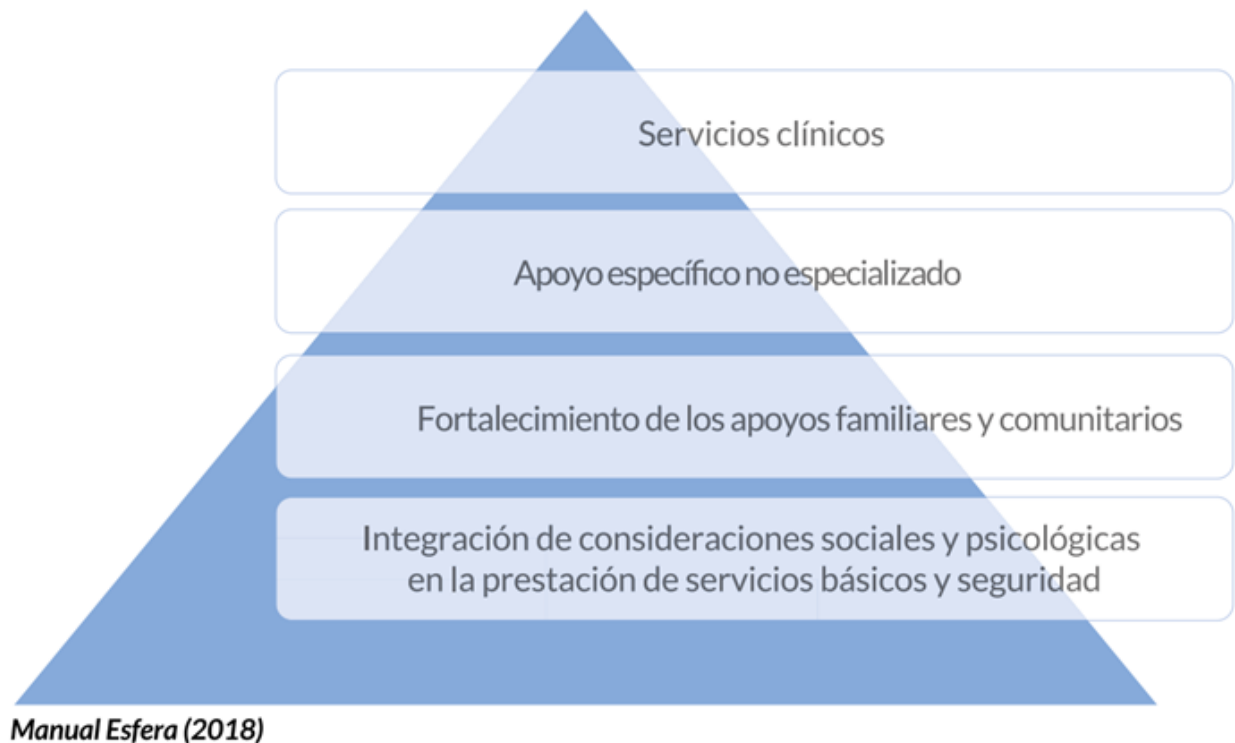 Servicios clínicos
Apoyo específico no especializado
Fortalecimiento de los apoyos familiares y comunitarios
Integración de consideraciones sociales y psicológicas
en la prestación de servicios básicos y seguridad
Manual Esfera (2018)